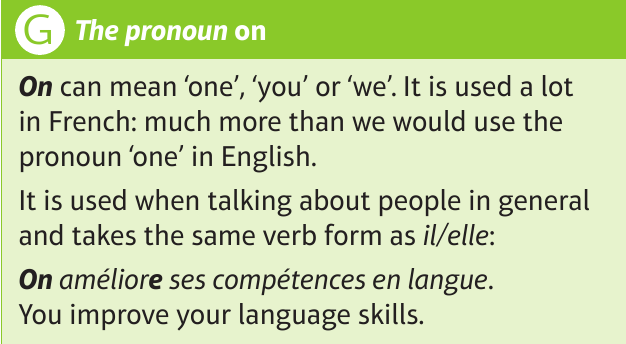 G The pronoun on
On can mean ‘one’, ‘you’ or ‘we’. It is used a lot
in French: much more than we would use the
pronoun ‘one’ in English.
It is used when talking about people in general
and takes the same verb form as il/elle:
On améliore ses compétences en langue.
You improve your language skills.